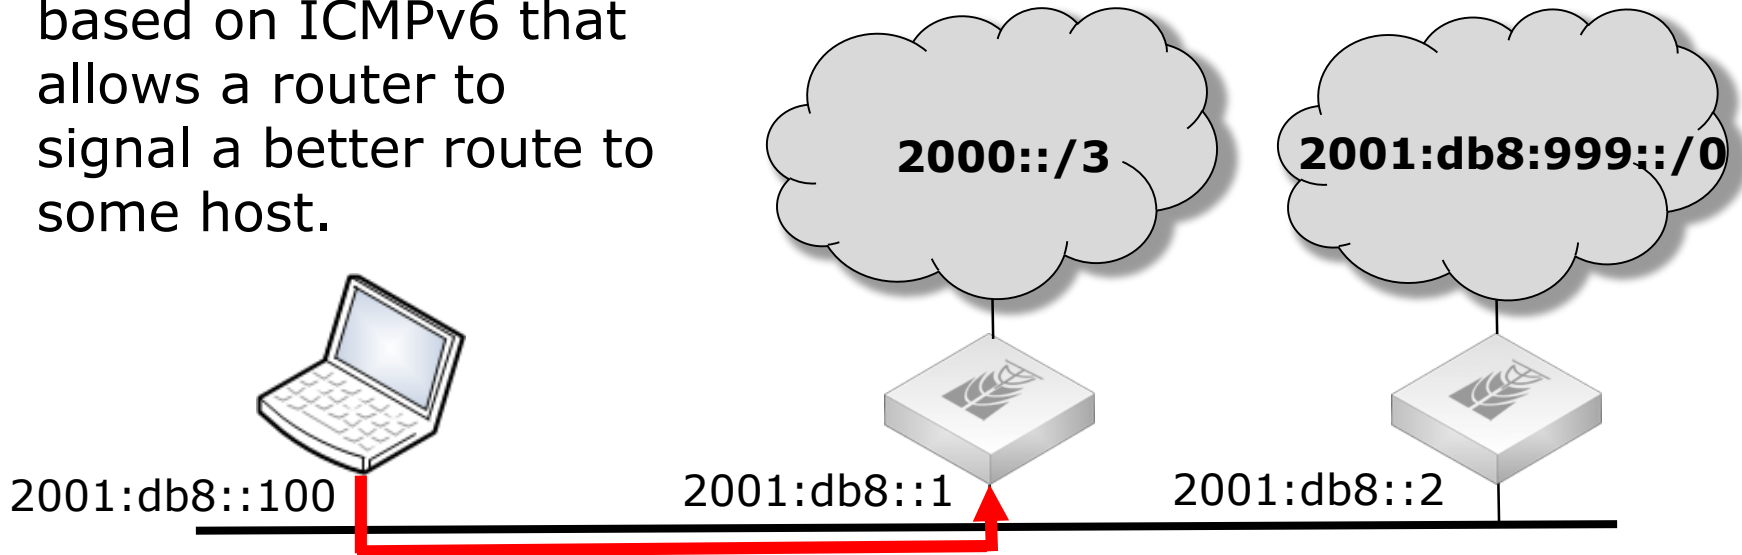 based on ICMPv6 that
allows a router to
signal a better route to
some host.
2000::/3
2001:db8:999::/0
2001:db8::100
2001:db8::1
2001:db8::2